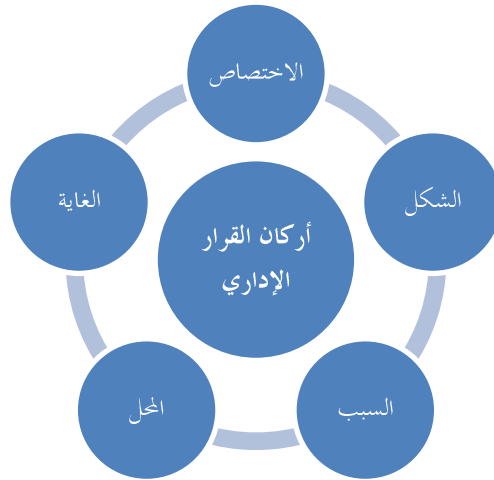 الاختصاص
الشكل
السبب
المحل
الغاية
أركان القرار
الإداري